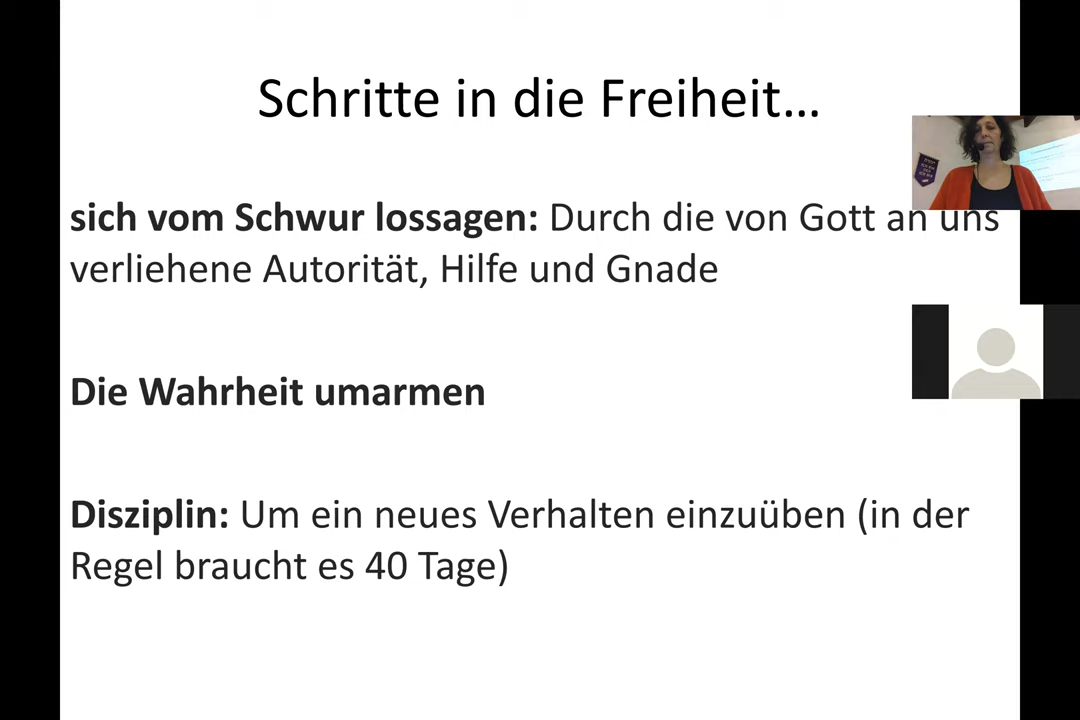 Schritte in die Freiheit…
sich vom Schwur lossagen: Durch die von Gott an uns
verliehene Autorität, Hilfe und Gnade
Die Wahrheit umarmen
Disziplin: Um ein neues Verhalten einzuüben (in der
Regel braucht es 40 Tage)